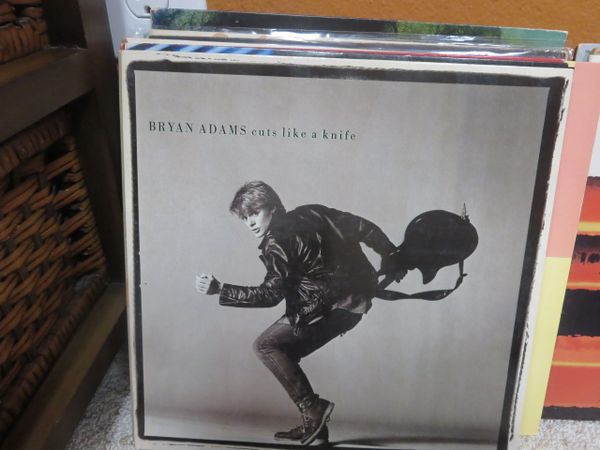 BRYAN ADAMS cuts like a knife